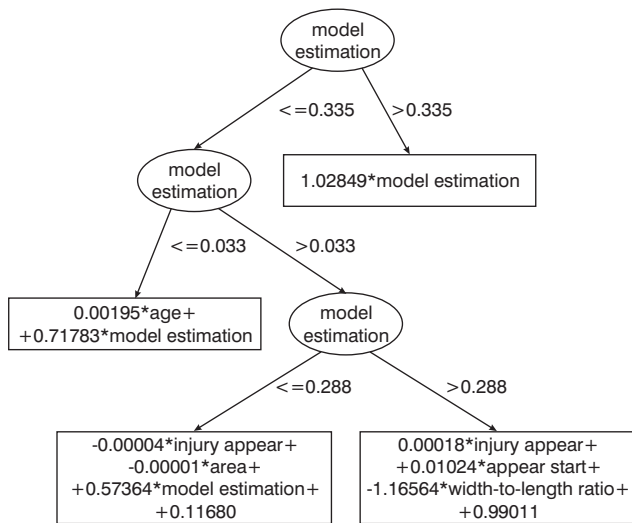 model
estimation
<=0.335
>0.335
model
estimation
1.02849*model estimation
<=0.033
>0.033
0.00195*age+
+0.71783*model estimation
model
estimation
<=0.288
>0.288
-0.00004*injury appear+
-0.00001*area+
+0.57364*model estimation+
+0.11680
0.00018*injury appear+
+0.01024*appear start+
-1.16564*width-to-length ratio+
+0.99011